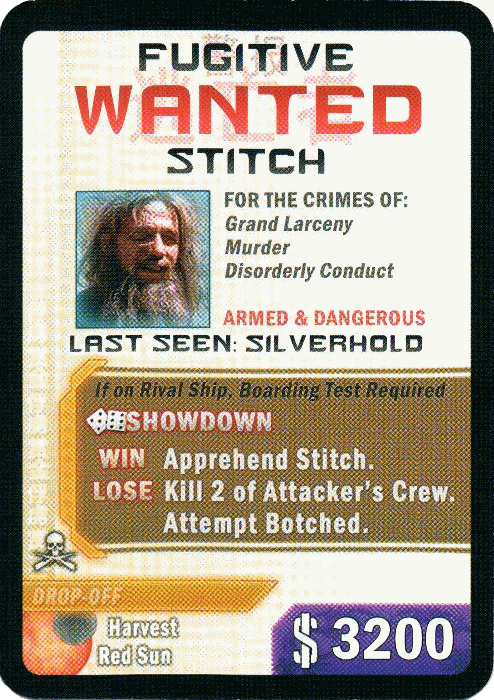 FUGITIVE
WANTED
STITCH
FOR THE CRIMES OF:
Grand Larceny
Murder
Disorderly Conduct
ARMED & DANGEROUS
LAST SEEN: SILVERHOLD
If on Rival Ship, Boarding Test Required
SHOWDOWN
WIN Apprehend Stitch.
LOSE Kill 2 of Attacker's Crew.
Attempt Botched.
DROP-OFF
Harvest
Red Sun
$ 3200